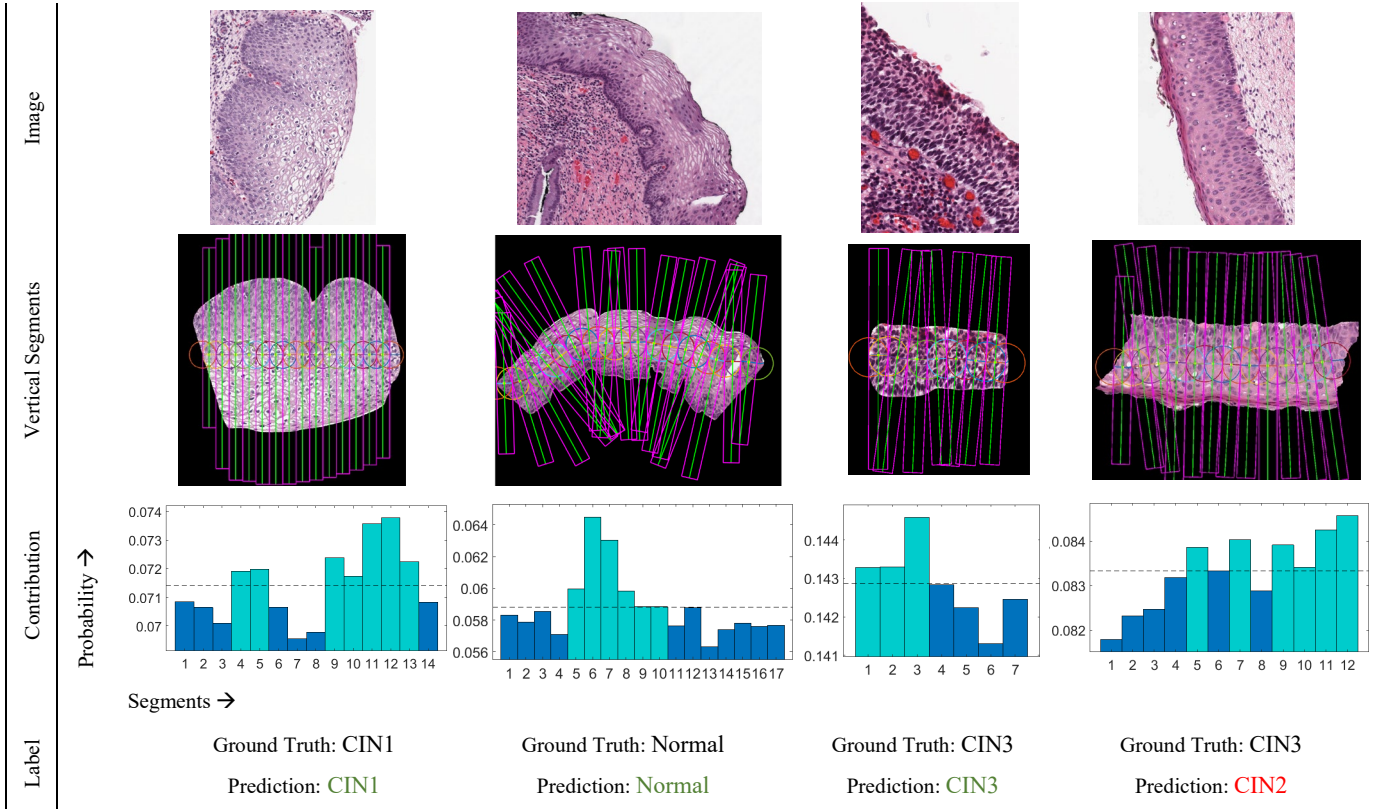 Image
Vertical Segments
Contribution
Probability →
0.074
0.073
0.072
0.071
0.07
1 2 3 4 5 6 7 8 9 10 11 12 13 14
0.064
0.062
0.06
0.058
0.056
1 2 3 4 5 6 7 8 9 10 11 12 13 14 15 16 17
0.144
0.143
0.142
0.141
1 2 3 4 5 6 7
0.084
0.083
0.082
1 2 3 4 5 6 7 8 9 10 11 12
Segments →
Label
Ground Truth: CIN1
Prediction: CIN1
Ground Truth: Normal
Prediction: Normal
Ground Truth: CIN3
Prediction: CIN3
Ground Truth: CIN3
Prediction: CIN2